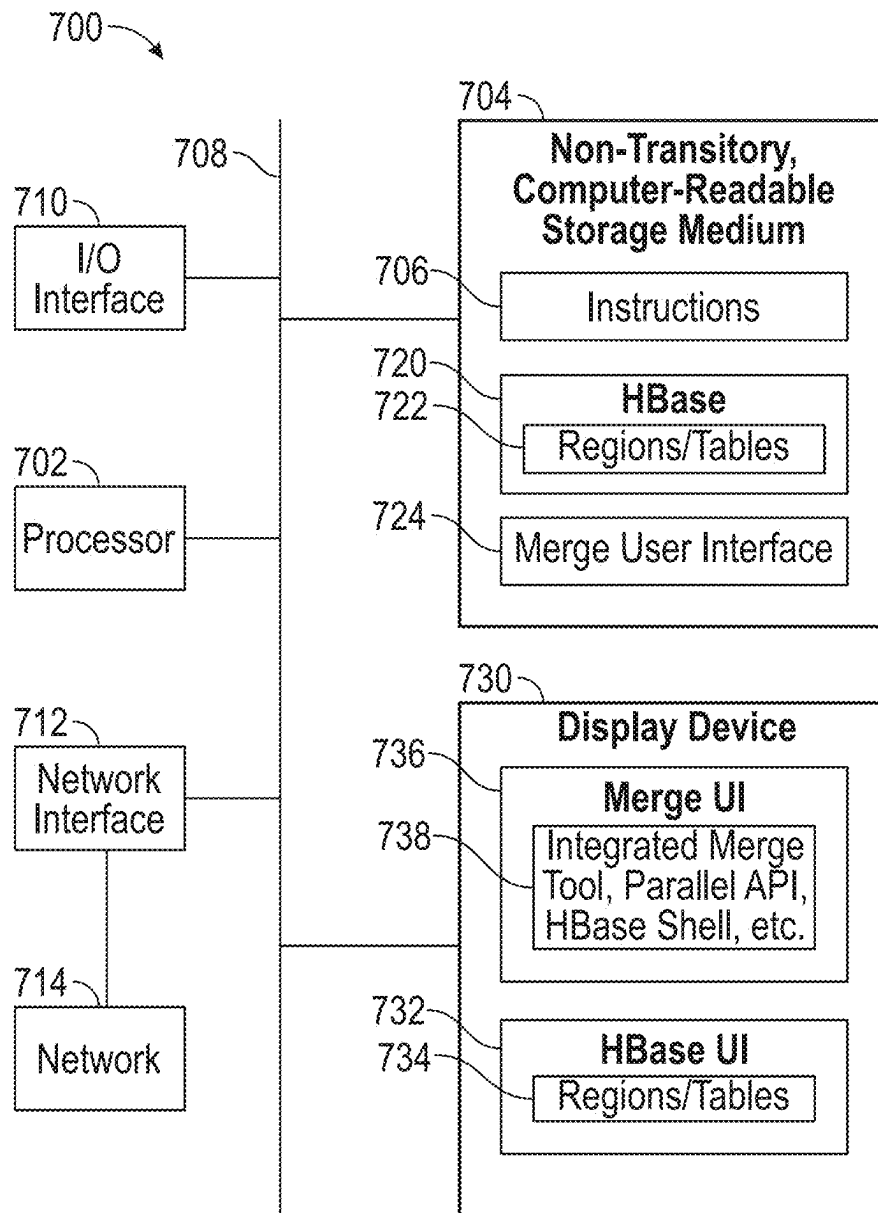 700
708
710
I/O
Interface
702
Processor
712
Network
Interface
714
Network
704
Non-Transitory,
Computer-Readable
Storage Medium
706
Instructions
720
HBase
722
Regions/Tables
724
Merge User Interface
730
Display Device
736
Merge UI
738
Integrated Merge
Tool, Parallel API,
HBase Shell, etc.
732
HBase UI
734
Regions/Tables